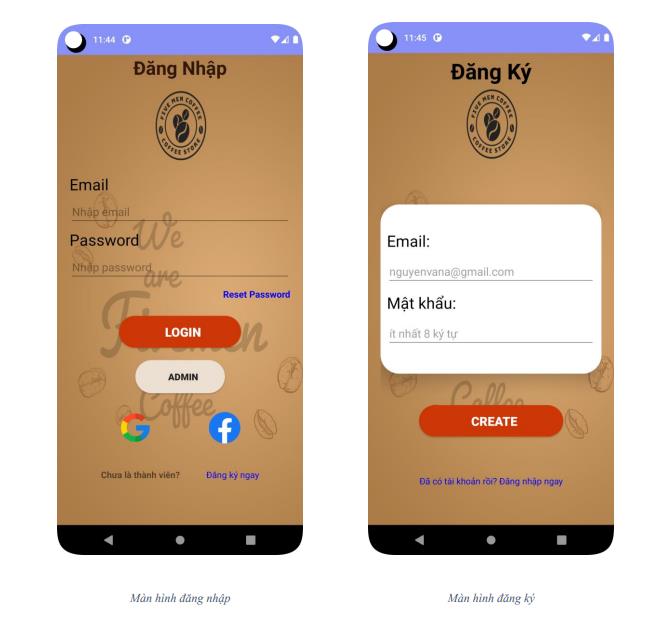 11:44
Đăng Nhập
FIVE MEN COFFEE
COFFEE STORE
Email
Nhập email
Password
Nhập password
Reset Password
We
are
Firemen
Coffee
LOGIN
ADMIN
Chưa là thành viên? Đăng ký ngay
Màn hình đăng nhập
11:45
Đăng Ký
FIVE MEN COFFEE
COFFEE STORE
Email:
nguyenvana@gmail.com
Mật khẩu:
ít nhất 8 ký tự
Coffee
CREATE
Đã có tài khoản rồi? Đăng nhập ngay
Màn hình đăng ký